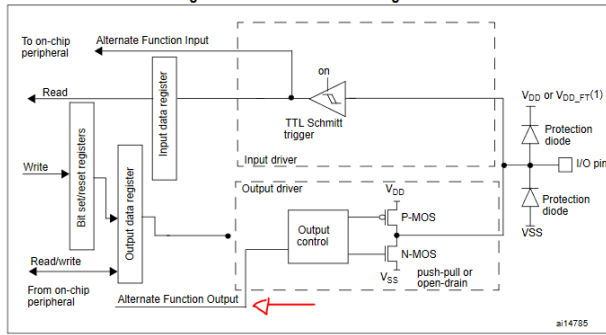 To on-chip
peripheral
Alternate Function Input
on
Read
Input data register
TTL Schmitt
trigger
VDD or VDD_FT(1)
Protection
diode
Input driver
I/O pin
Write
Bit set/reset registers
Output data register
Output driver
VDD
P-MOS
Output
control
N-MOS
VSS
push-pull or
open-drain
Protection
diode
VSS
Read/write
From on-chip
peripheral
Alternate Function Output
ai14785